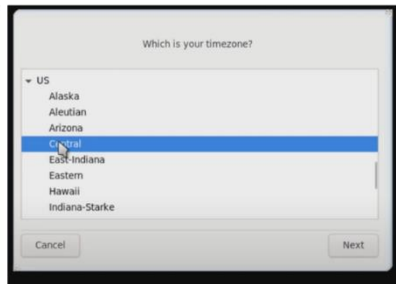 Which is your timezone?
US
Alaska
Aleutian
Arizona
Central
East-Indiana
Eastern
Hawaii
Indiana-Starke
Cancel
Next